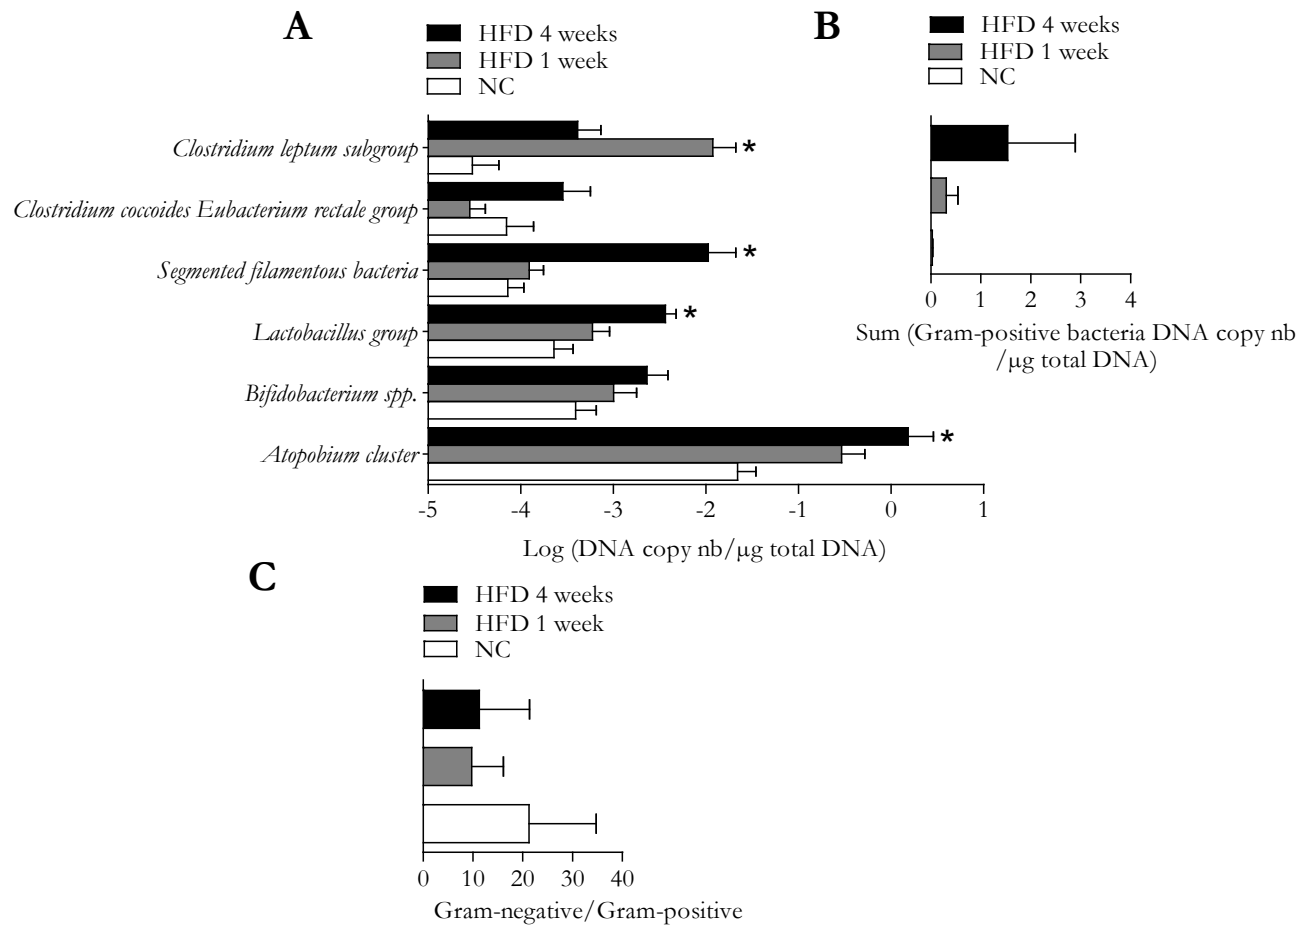 A
HFD 4 weeks
HFD 1 week
NC
Clostridium leptum subgroup
*
Clostridium coccoides Eubacterium rectale group
Segmented filamentous bacteria
*
Lactobacillus group
*
Bifidobacterium spp.
Atopobium cluster
*
-5 -4 -3 -2 -1 0 1
Log (DNA copy nb/µg total DNA)
B
HFD 4 weeks
HFD 1 week
NC
0 1 2 3 4
Sum (Gram-positive bacteria DNA copy nb
/µg total DNA)
C
HFD 4 weeks
HFD 1 week
NC
0 10 20 30 40
Gram-negative/Gram-positive